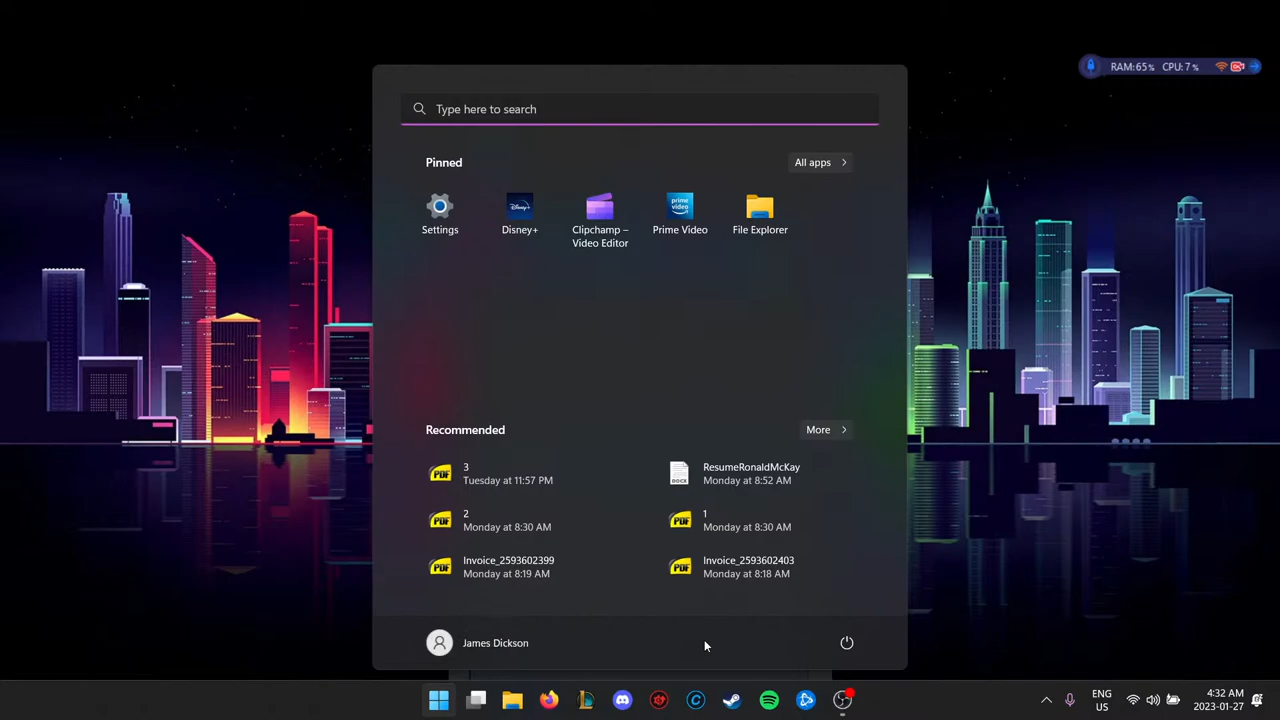 RAM:65% CPU:7%
Type here to search
Pinned
All apps
Settings
Disney+
Clipchamp –
Video Editor
Prime Video
File Explorer
Recommended
More
3
Tuesday at 11:57 PM
ResumeRonaldMcKay
Monday at 8:52 AM
2
Monday at 8:30 AM
1
Monday at 8:30 AM
Invoice_2593602399
Monday at 8:19 AM
Invoice_2593602403
Monday at 8:18 AM
James Dickson
ENG
US
4:32 AM
2023-01-27